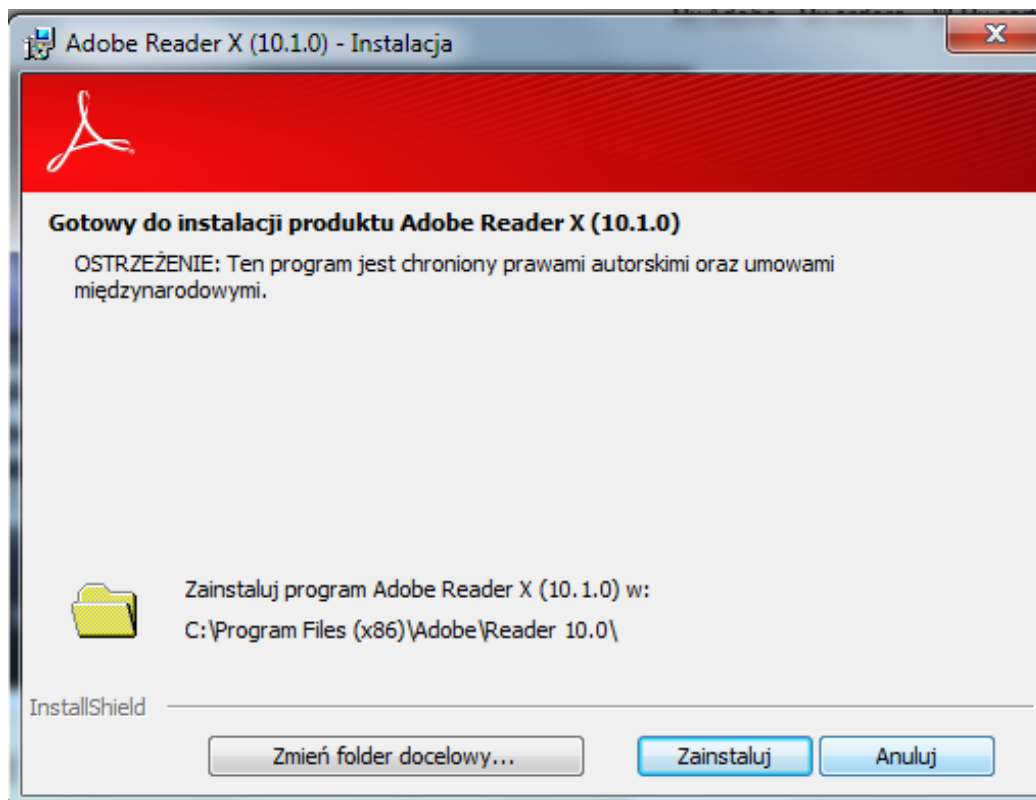 Adobe Reader X (10.1.0) - Instalacja
Gotowy do instalacji produktu Adobe Reader X (10.1.0)
OSTRZEŻENIE: Ten program jest chroniony prawami autorskimi oraz umowami
międzynarodowymi.
Zainstaluj program Adobe Reader X (10.1.0) w:
C:\Program Files (x86)\Adobe\Reader 10.0\
InstallShield
Zmień folder docelowy...
Zainstaluj
Anuluj